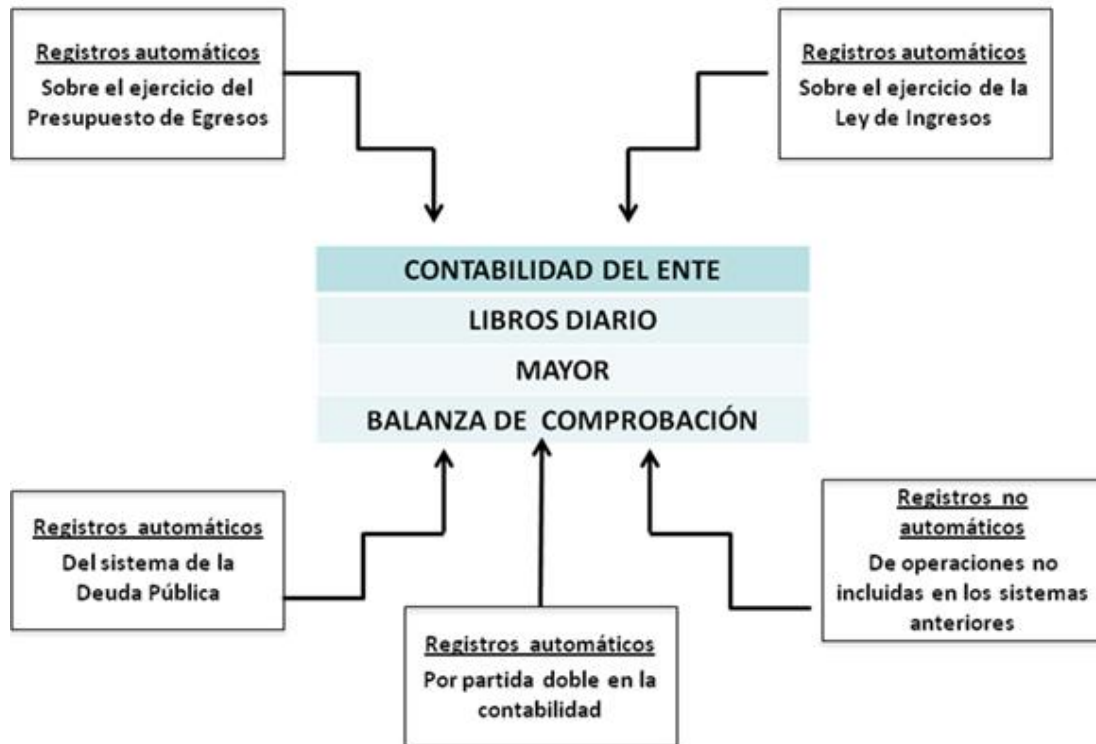 Registros automáticos
Sobre el ejercicio del
Presupuesto de Egresos
Registros automáticos
Sobre el ejercicio de la
Ley de Ingresos
CONTABILIDAD DEL ENTE
LIBROS DIARIO
MAYOR
BALANZA DE COMPROBACIÓN
Registros automáticos
Del sistema de la
Deuda Pública
Registros automáticos
Por partida doble en la
contabilidad
Registros no
automáticos
De operaciones no
incluidas en los sistemas
anteriores